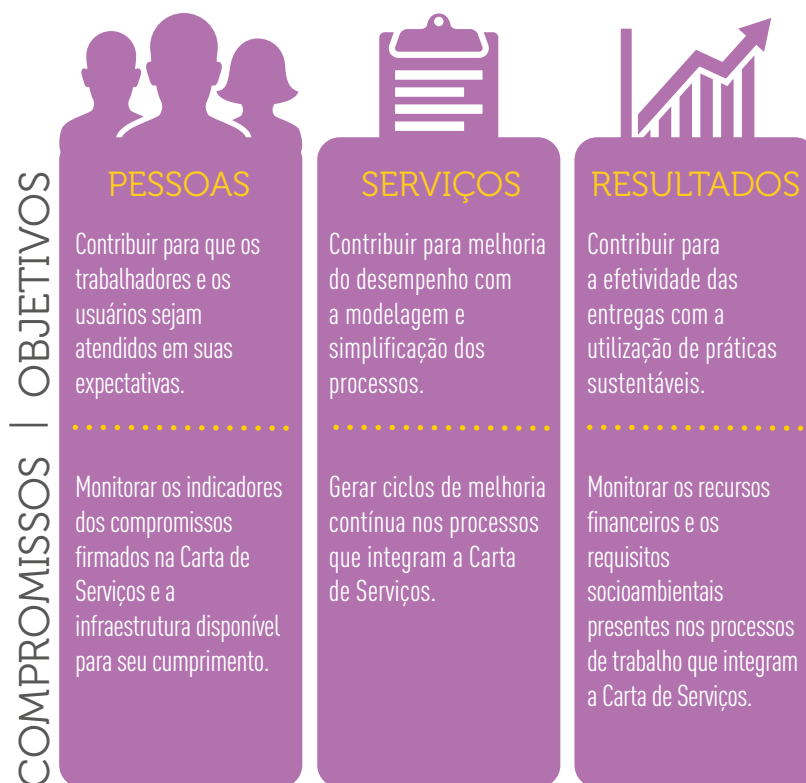 PESSOAS
Contribuir para que os
trabalhadores e os
usuários sejam
atendidos em suas
expectativas.
Monitorar os indicadores
dos compromissos
firmados na Carta de
Serviços e a
infraestrutura disponível
para seu cumprimento.
SERVIÇOS
Contribuir para melhoria
do desempenho com
a modelagem e
simplificação dos
processos.
Gerar ciclos de melhoria
contínua nos processos
que integram a Carta
de Serviços.
RESULTADOS
Contribuir para
a efetividade das
entregas com a
utilização de práticas
sustentáveis.
Monitorar os recursos
financeiros e os
requisitos
socioambientais
presentes nos processos
de trabalho que integram
a Carta de Serviços.
COMPROMISSOS | OBJETIVOS